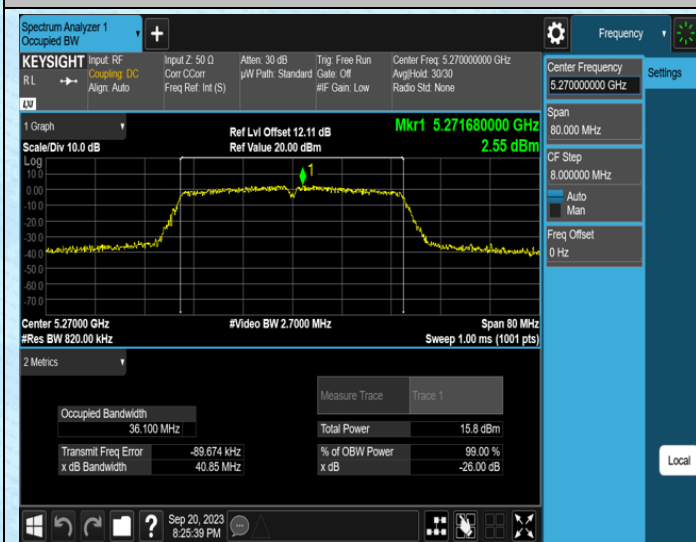 Spectrum Analyzer 1
Occupied BW
+
Frequency
KEYSIGHT
R L
LXI
Input: RF
Coupling: DC
Align: Auto
Input Z: 50 Ω
Corr CCorr
Freq Ref: Int (S)
Atten: 30 dB
µW Path: Standard
Trig: Free Run
Gate: Off
#IF Gain: Low
Center Freq: 5.270000000 GHz
Avg|Hold: 30/30
Radio Std: None
Center Frequency
5.270000000 GHz
Settings
Span
80.000 MHz
CF Step
8.000000 MHz
Auto
Man
Freq Offset
0 Hz
1 Graph
Scale/Div 10.0 dB
Ref Lvl Offset 12.11 dB
Ref Value 20.00 dBm
Mkr1 5.271680000 GHz
2.55 dBm
Log
10.0
0.00
-10.0
-20.0
-30.0
-40.0
-50.0
-60.0
-70.0
1
Center 5.27000 GHz
#Video BW 2.7000 MHz
Span 80 MHz
#Res BW 820.00 kHz
Sweep 1.00 ms (1001 pts)
2 Metrics
Measure Trace
Trace 1
Occupied Bandwidth
36.100 MHz
Total Power
15.8 dBm
Transmit Freq Error
-89.674 kHz
% of OBW Power
99.00 %
x dB Bandwidth
40.85 MHz
x dB
-26.00 dB
Local
?
Sep 20, 2023
8:25:39 PM